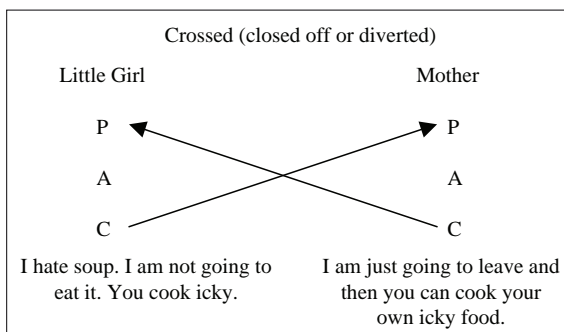 Crossed (closed off or diverted)
Little Girl Mother
P P
A A
C C
I hate soup. I am not going to
eat it. You cook icky.
I am just going to leave and
then you can cook your
own icky food.